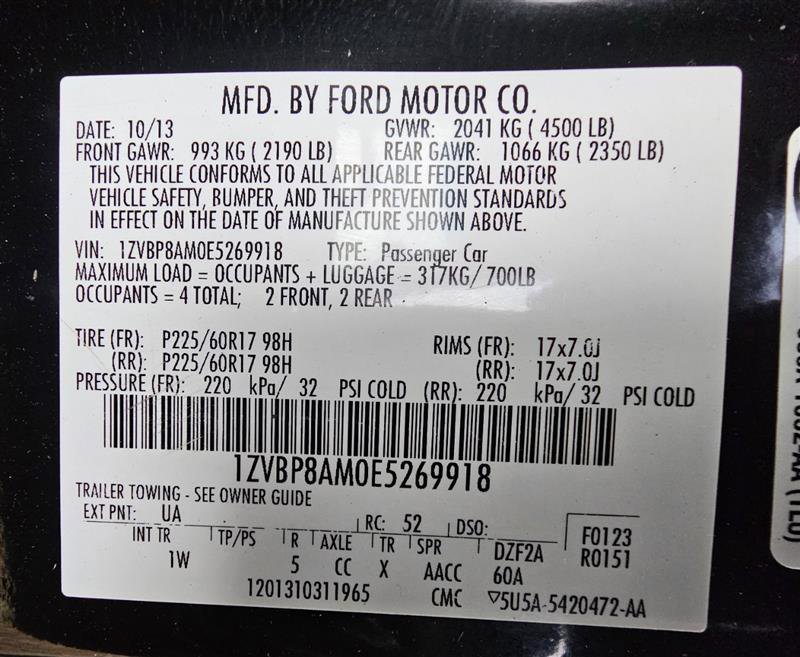 MFD. BY FORD MOTOR CO.
DATE: 10/13 GVWR: 2041 KG ( 4500 LB)
FRONT GAWR: 993 KG ( 2190 LB) REAR GAWR: 1066 KG ( 2350 LB)
THIS VEHICLE CONFORMS TO ALL APPLICABLE FEDERAL MOTOR
VEHICLE SAFETY, BUMPER, AND THEFT PREVENTION STANDARDS
IN EFFECT ON THE DATE OF MANUFACTURE SHOWN ABOVE.
VIN: 1ZVBP8AM0E5269918 TYPE: Passenger Car
MAXIMUM LOAD = OCCUPANTS + LUGGAGE = 317KG/ 700LB
OCCUPANTS = 4 TOTAL; 2 FRONT, 2 REAR
TIRE (FR): P225/60R17 98H RIMS (FR): 17x7.0J
(RR): P225/60R17 98H (RR): 17x7.0J
PRESSURE (FR): 220 kPa/ 32 PSI COLD (RR): 220 kPa/ 32 PSI COLD
1ZVBP8AM0E5269918
TRAILER TOWING - SEE OWNER GUIDE
EXT PNT: UA RC: 52 DSO: F0123
INT TR TP/PS R AXLE TR SPR DZF2A R0151
1W 5 CC X AACC 60A
1201310311965 CMC ▽5U5A-5420472-AA